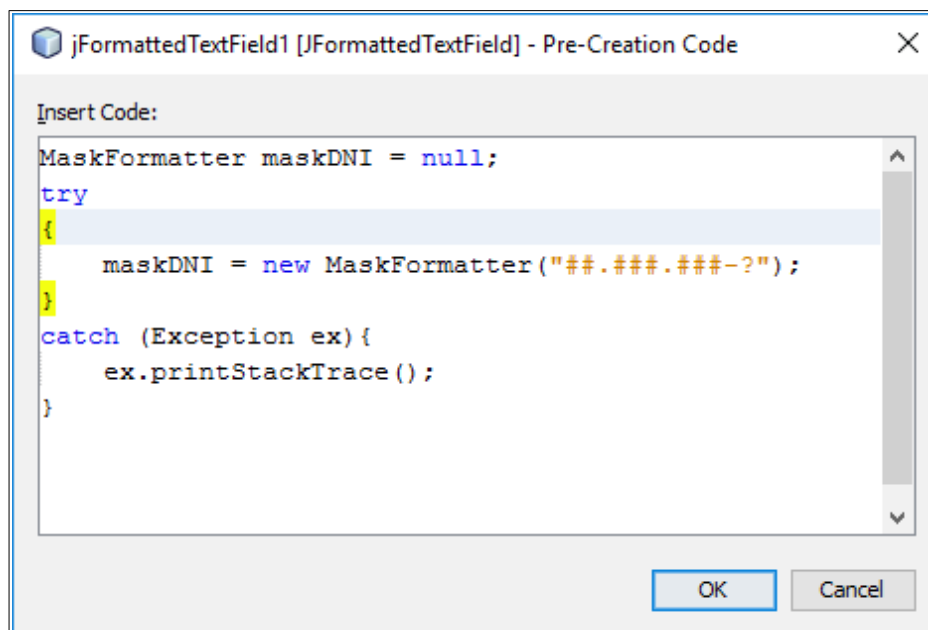 jFormattedTextField1 [JFormattedTextField] - Pre-Creation Code
Insert Code:
MaskFormatter maskDNI = null;
try
{
    maskDNI = new MaskFormatter("##.###.###-?");
}
catch (Exception ex){
    ex.printStackTrace();
}
OK Cancel